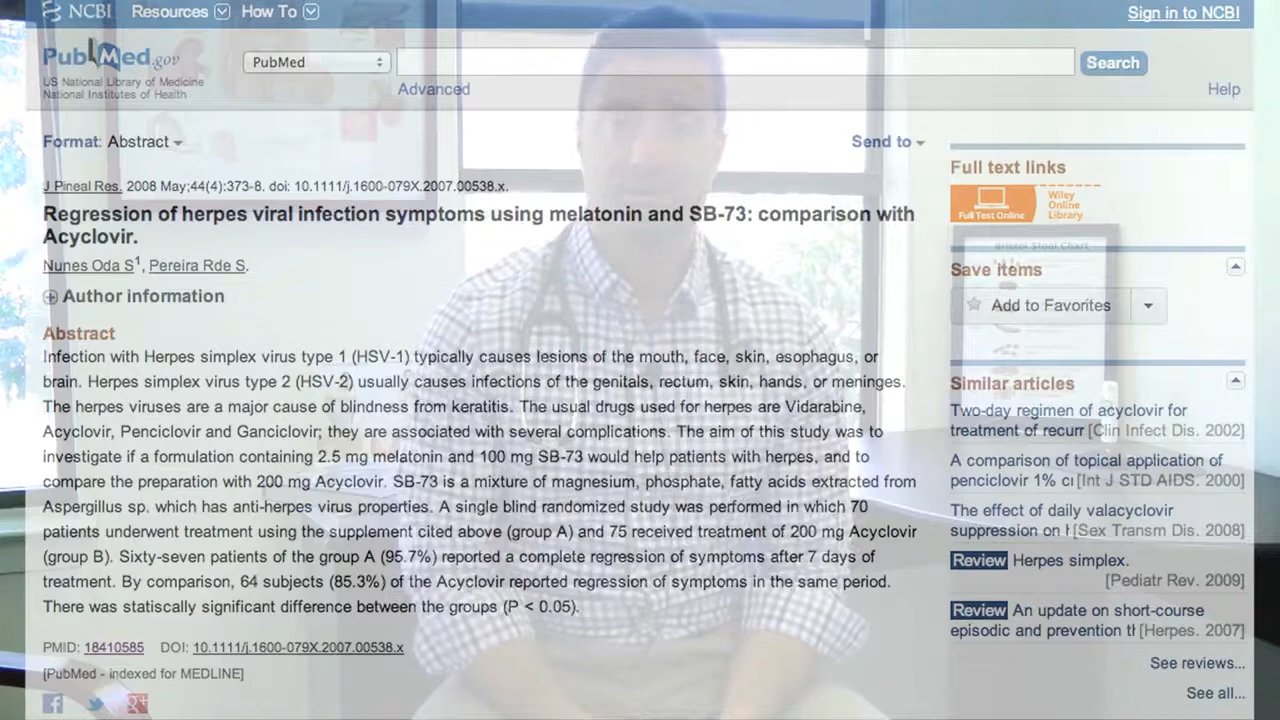 NCBI Resources How To Sign in to NCBI
PubMed.gov
US National Library of Medicine
National Institutes of Health
PubMed
Search
Advanced
Help
Format: Abstract
Send to
J Pineal Res. 2008 May;44(4):373-8. doi: 10.1111/j.1600-079X.2007.00538.x.
Regression of herpes viral infection symptoms using melatonin and SB-73: comparison with
Acyclovir.
Nunes Oda S1, Pereira Rde S.
Author information
Abstract
Infection with Herpes simplex virus type 1 (HSV-1) typically causes lesions of the mouth, face, skin, esophagus, or
brain. Herpes simplex virus type 2 (HSV-2) usually causes infections of the genitals, rectum, skin, hands, or meninges.
The herpes viruses are a major cause of blindness from keratitis. The usual drugs used for herpes are Vidarabine,
Acyclovir, Penciclovir and Ganciclovir; they are associated with several complications. The aim of this study was to
investigate if a formulation containing 2.5 mg melatonin and 100 mg SB-73 would help patients with herpes, and to
compare the preparation with 200 mg Acyclovir. SB-73 is a mixture of magnesium, phosphate, fatty acids extracted from
Aspergillus sp. which has anti-herpes virus properties. A single blind randomized study was performed in which 70
patients underwent treatment using the supplement cited above (group A) and 75 received treatment of 200 mg Acyclovir
(group B). Sixty-seven patients of the group A (95.7%) reported a complete regression of symptoms after 7 days of
treatment. By comparison, 64 subjects (85.3%) of the Acyclovir reported regression of symptoms in the same period.
There was statiscally significant difference between the groups (P < 0.05).
PMID: 18410585 DOI: 10.1111/j.1600-079X.2007.00538.x
[PubMed - indexed for MEDLINE]
Full text links
Full Text Online
Wiley
Online
Library
Bristol Stool Chart
Save items
Add to Favorites
Similar articles
Two-day regimen of acyclovir for
treatment of recurr [Clin Infect Dis. 2002]
A comparison of topical application of
penciclovir 1% cr [Int J STD AIDS. 2000]
The effect of daily valacyclovir
suppression on [Sex Transm Dis. 2008]
Review Herpes simplex.
[Pediatr Rev. 2009]
Review An update on short-course
episodic and prevention th [Herpes. 2007]
See reviews...
See all...